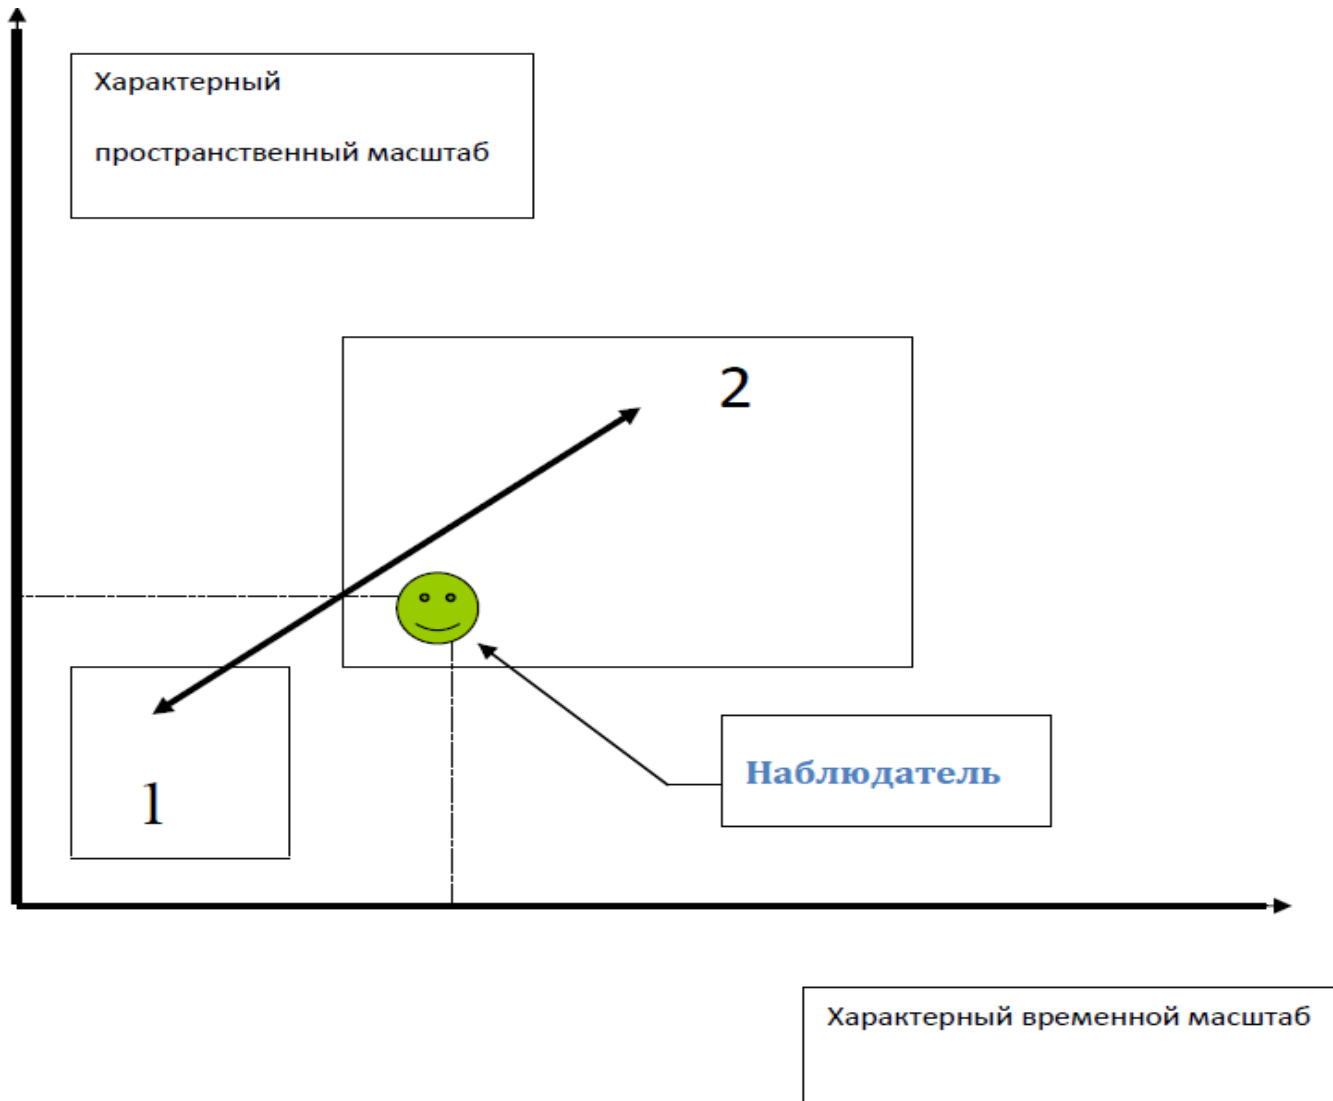 Характерный
пространственный масштаб
2
1
Наблюдатель
Характерный временной масштаб